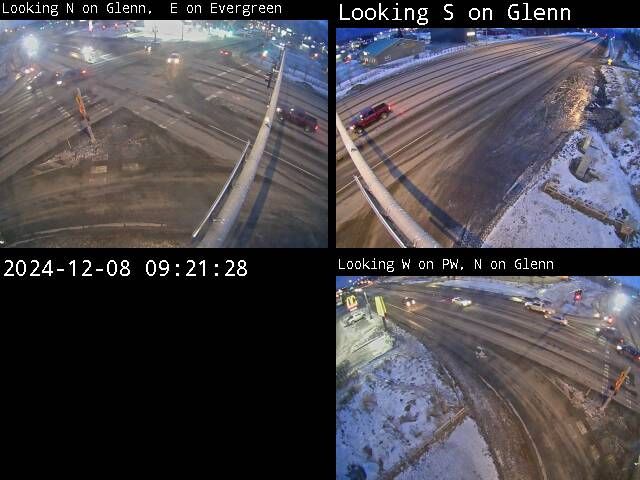 Looking N on Glenn,  E on Evergreen
Looking S on Glenn
2024-12-08 09:21:28
Looking W on PW, N on Glenn